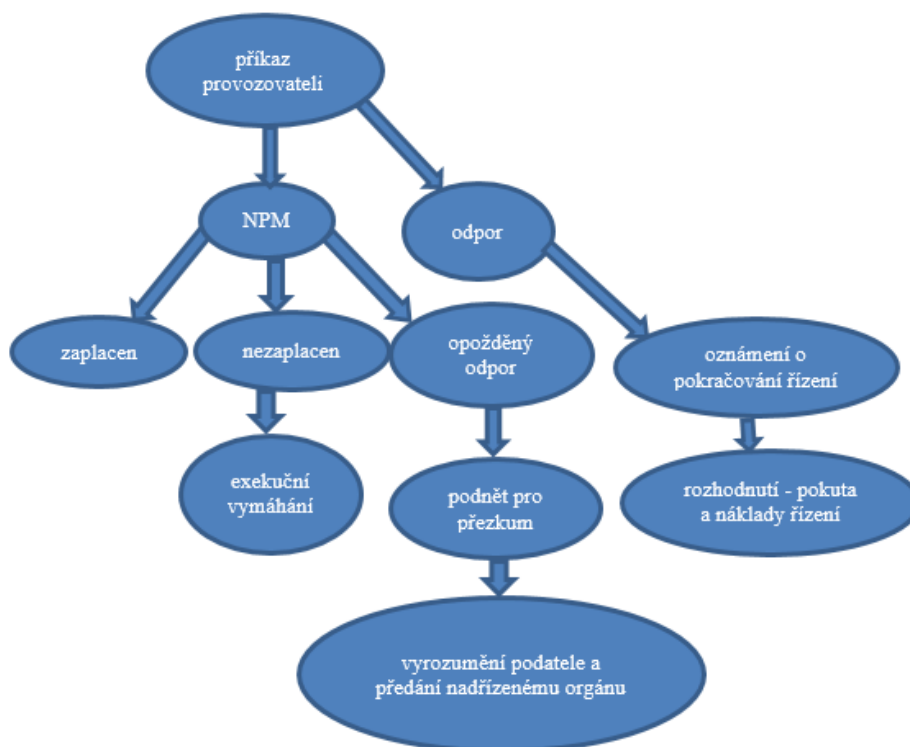 příkaz
provozovateli
NPM
odpor
zaplacen
nezaplacen
opožděný
odpor
oznámení o
pokračování řízení
exekuční
vymáhání
podnět pro
přezkum
rozhodnutí - pokuta
a náklady řízení
vyrozumění podatele a
předání nadřízenému orgánu